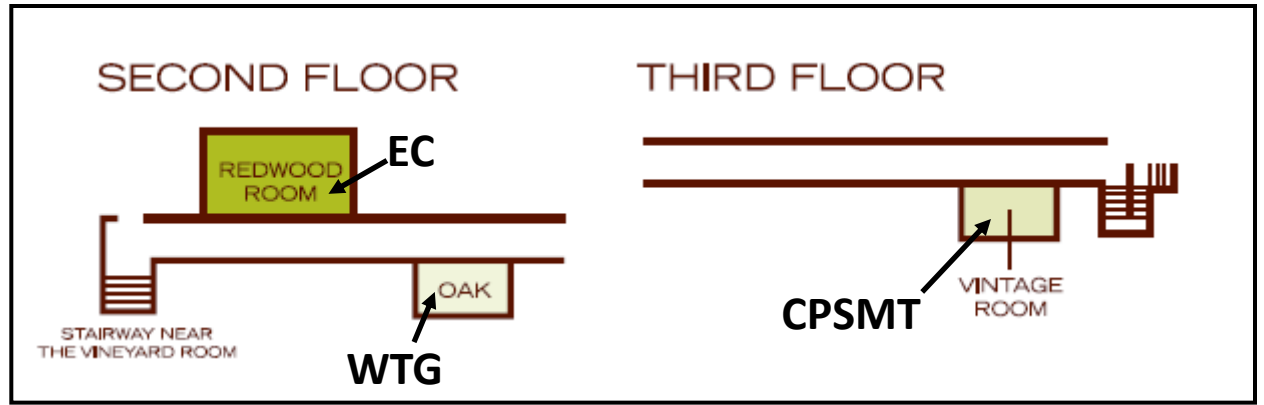 SECOND FLOOR
REDWOOD
ROOM
EC
OAK
STAIRWAY NEAR
THE VINEYARD ROOM
WTG
THIRD FLOOR
CPSMT
VINTAGE
ROOM